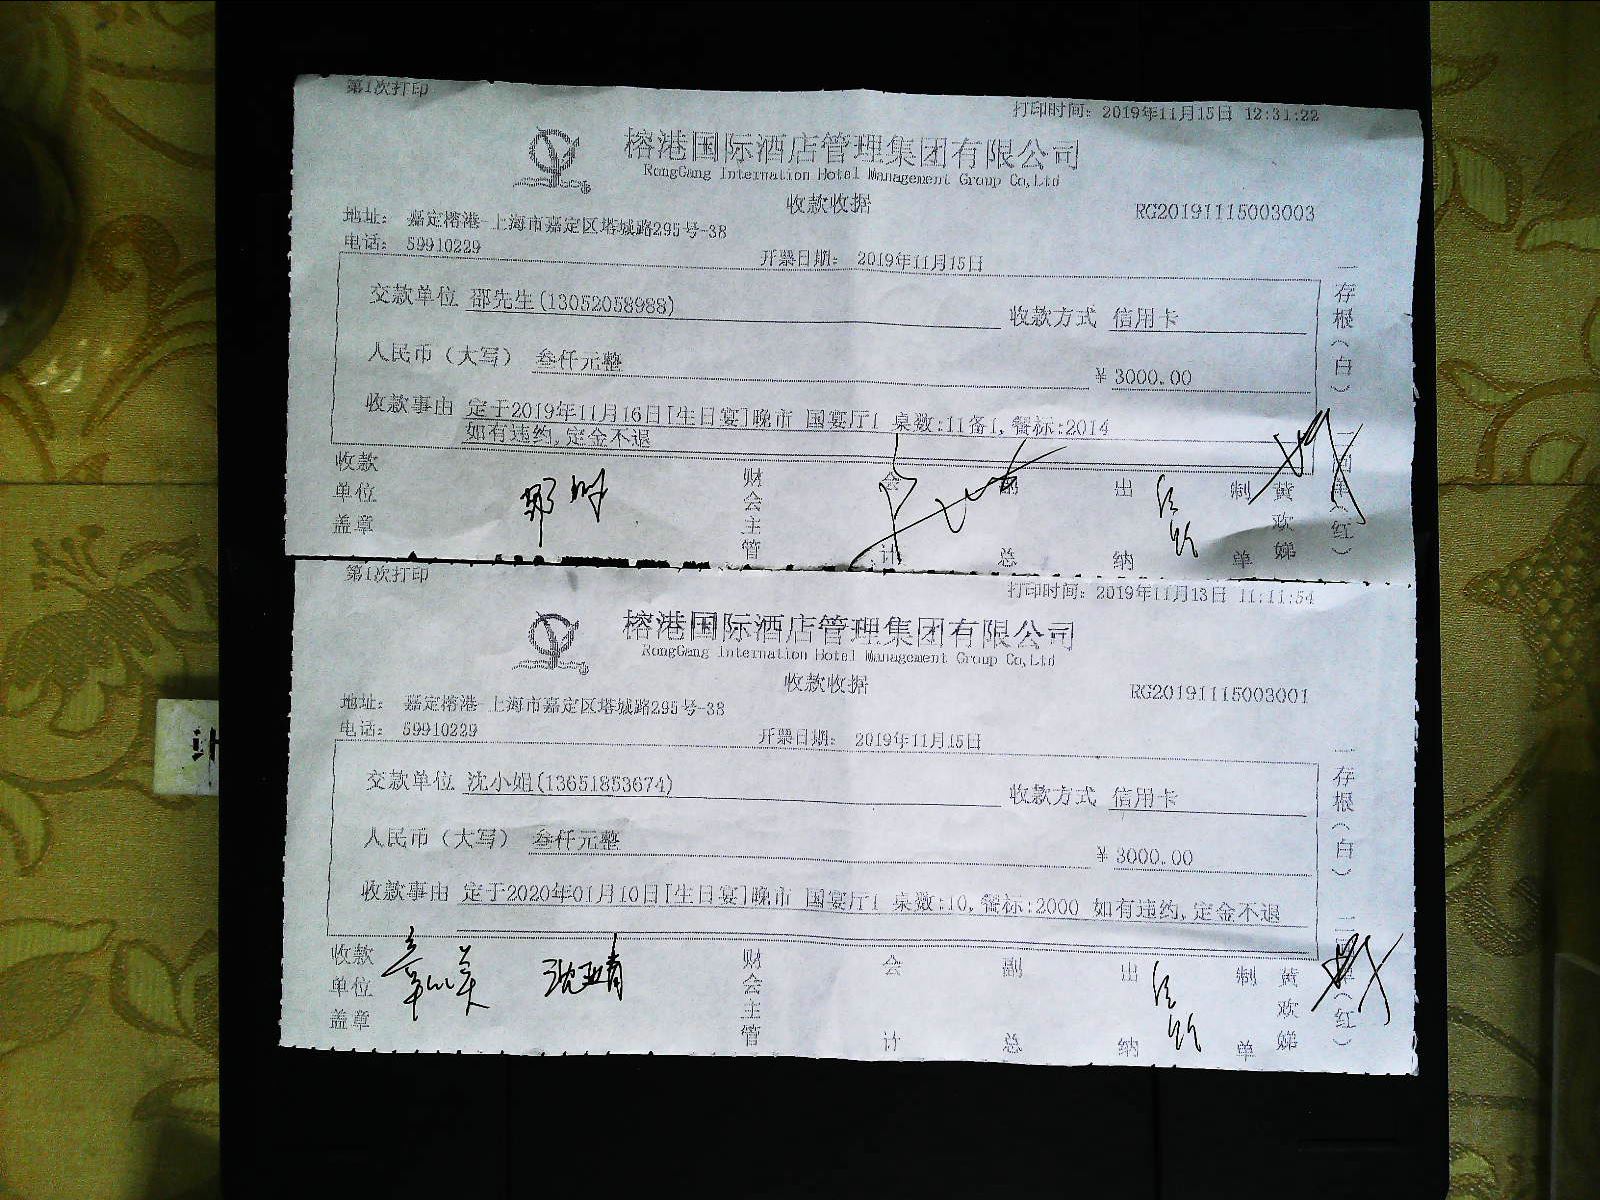 第1次打印
打印时间：2019年11月15日 12:31:22
榕港国际酒店管理集团有限公司
RongGang Internation Hotel Management Group Co,Ltd
收款收据
RG20191115003003
地址： 嘉定榕港-上海市嘉定区塔城路295号-38
电话： 59910229
开票日期： 2019年11月15日
交款单位 邵先生(13052058988)
收款方式 信用卡
人民币（大写） 叁仟元整
¥ 3000.00
收款事由 定于2019年11月16日[生日宴]晚市 国宴厅1 桌数:11备1,餐标:2014
如有违约,定金不退
一存根（白）
收款单位盖章
财会主管
会计
副总
出纳
制单
黄欢娣
第1次打印
打印时间：2019年11月13日 11:11:54
榕港国际酒店管理集团有限公司
RongGang Internation Hotel Management Group Co,Ltd
收款收据
RG20191115003001
地址： 嘉定榕港-上海市嘉定区塔城路295号-38
电话： 59910229
开票日期： 2019年11月15日
交款单位 沈小姐(13651853674)
收款方式 信用卡
人民币（大写） 叁仟元整
¥ 3000.00
收款事由 定于2020年01月10日[生日宴]晚市 国宴厅1 桌数:10,餐标:2000 如有违约,定金不退
一存根（白）
收款单位盖章
财会主管
会计
副总
出纳
制单
黄欢娣